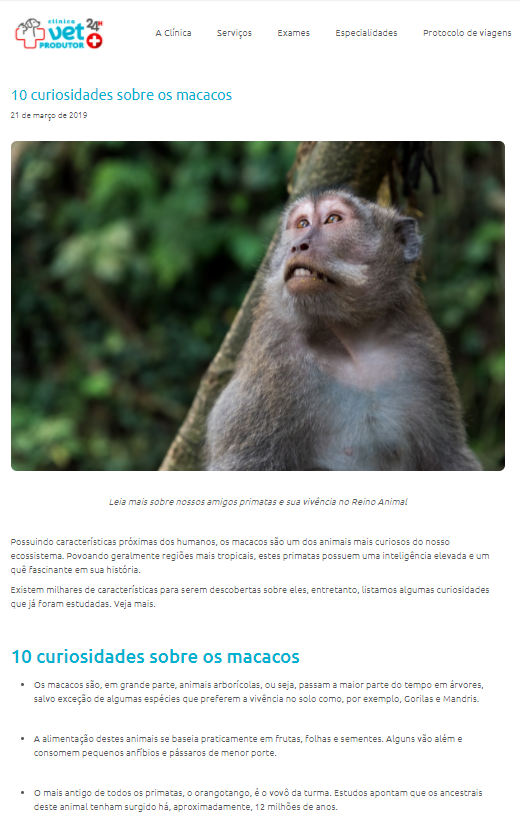 clínica
vet
24H
PRODUTOR
A Clínica
Serviços
Exames
Especialidades
Protocolo de viagens
10 curiosidades sobre os macacos
21 de março de 2019
Leia mais sobre nossos amigos primatas e sua vivência no Reino Animal
Possuindo características próximas dos humanos, os macacos são um dos animais mais curiosos do nosso
ecossistema. Povoando geralmente regiões mais tropicais, estes primatas possuem uma inteligência elevada e um
quê fascinante em sua história.
Existem milhares de características para serem descobertas sobre eles, entretanto, listamos algumas curiosidades
que já foram estudadas. Veja mais.
10 curiosidades sobre os macacos
Os macacos são, em grande parte, animais arborícolas, ou seja, passam a maior parte do tempo em árvores,
salvo exceção de algumas espécies que preferem a vivência no solo como, por exemplo, Gorilas e Mandris.
A alimentação destes animais se baseia praticamente em frutas, folhas e sementes. Alguns vão além e
consomem pequenos anfíbios e pássaros de menor porte.
O mais antigo de todos os primatas, o orangotango, é o vovô da turma. Estudos apontam que os ancestrais
deste animal tenham surgido há, aproximadamente, 12 milhões de anos.